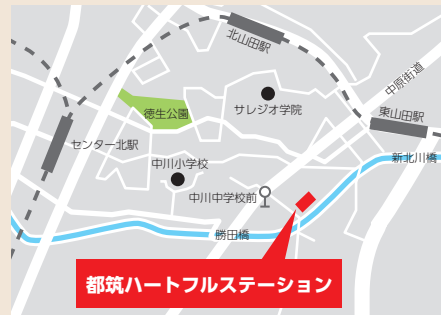 北山田駅
中原街道
徳生公園
サレジオ学院
東山田駅
センター北駅
中川小学校
新北川橋
中川中学校前
勝田橋
都筑ハートフルステーション